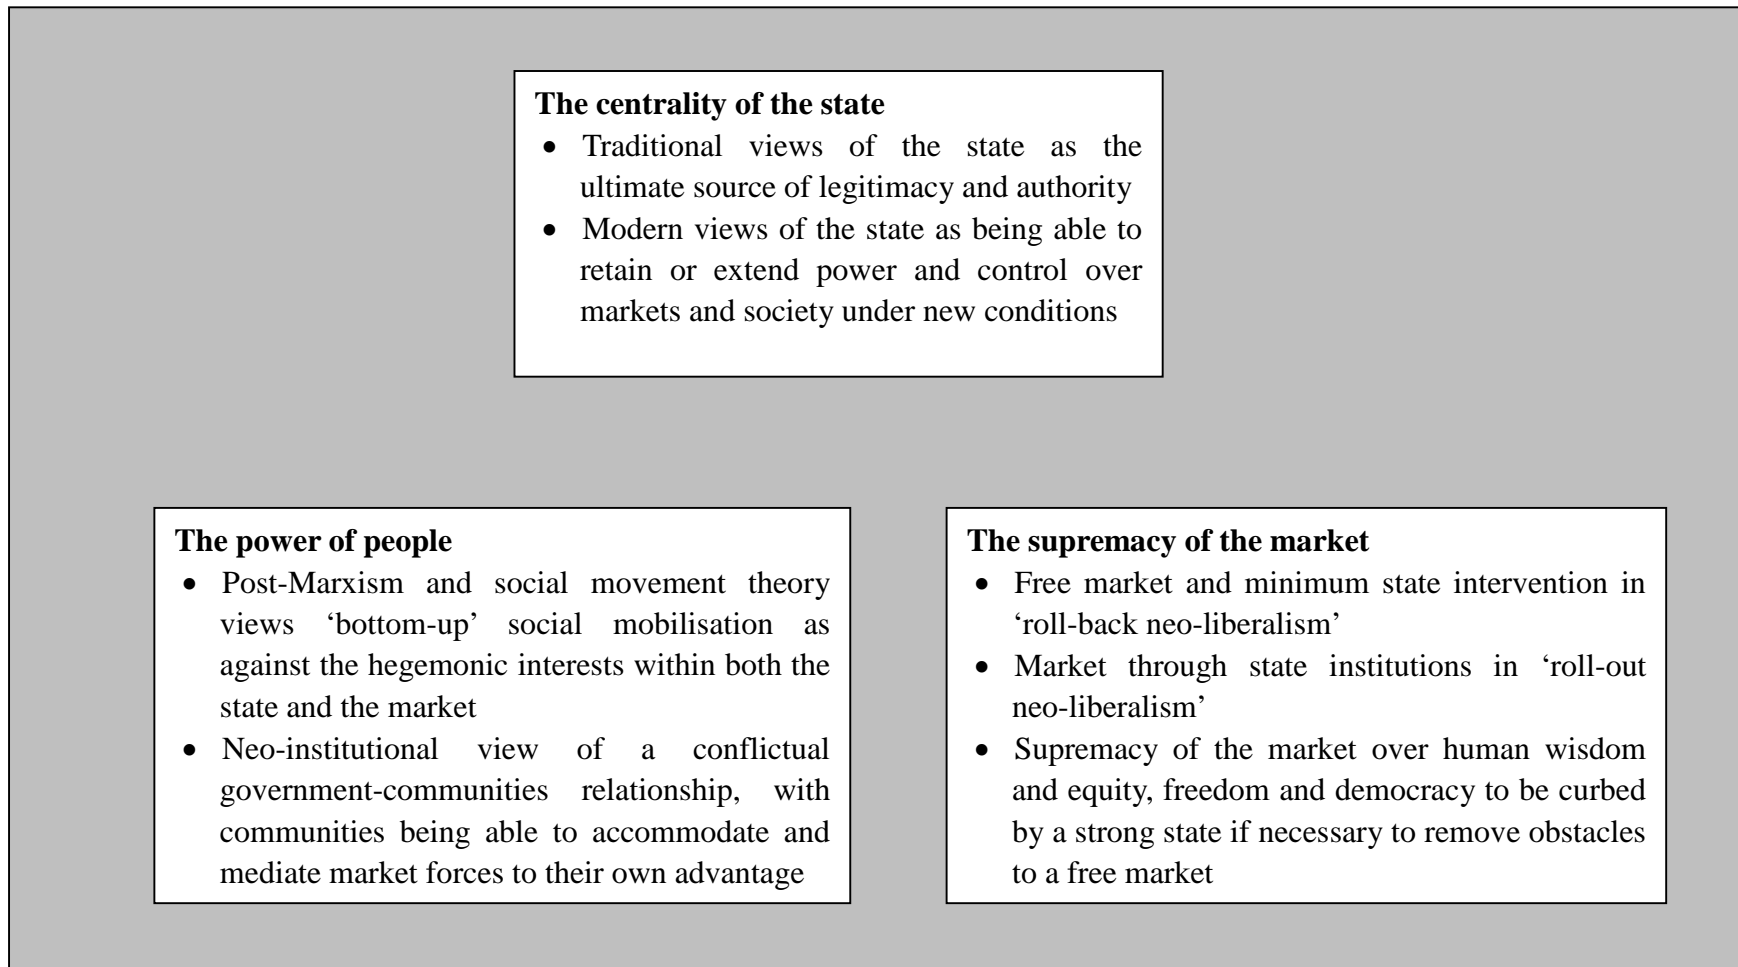 The centrality of the state
• Traditional views of the state as the
ultimate source of legitimacy and authority
• Modern views of the state as being able to
retain or extend power and control over
markets and society under new conditions
The power of people
• Post-Marxism and social movement theory
views ‘bottom-up’ social mobilisation as
against the hegemonic interests within both the
state and the market
• Neo-institutional view of a conflictual
government-communities relationship, with
communities being able to accommodate and
mediate market forces to their own advantage
The supremacy of the market
• Free market and minimum state intervention in
‘roll-back neo-liberalism’
• Market through state institutions in ‘roll-out
neo-liberalism’
• Supremacy of the market over human wisdom
and equity, freedom and democracy to be curbed
by a strong state if necessary to remove obstacles
to a free market